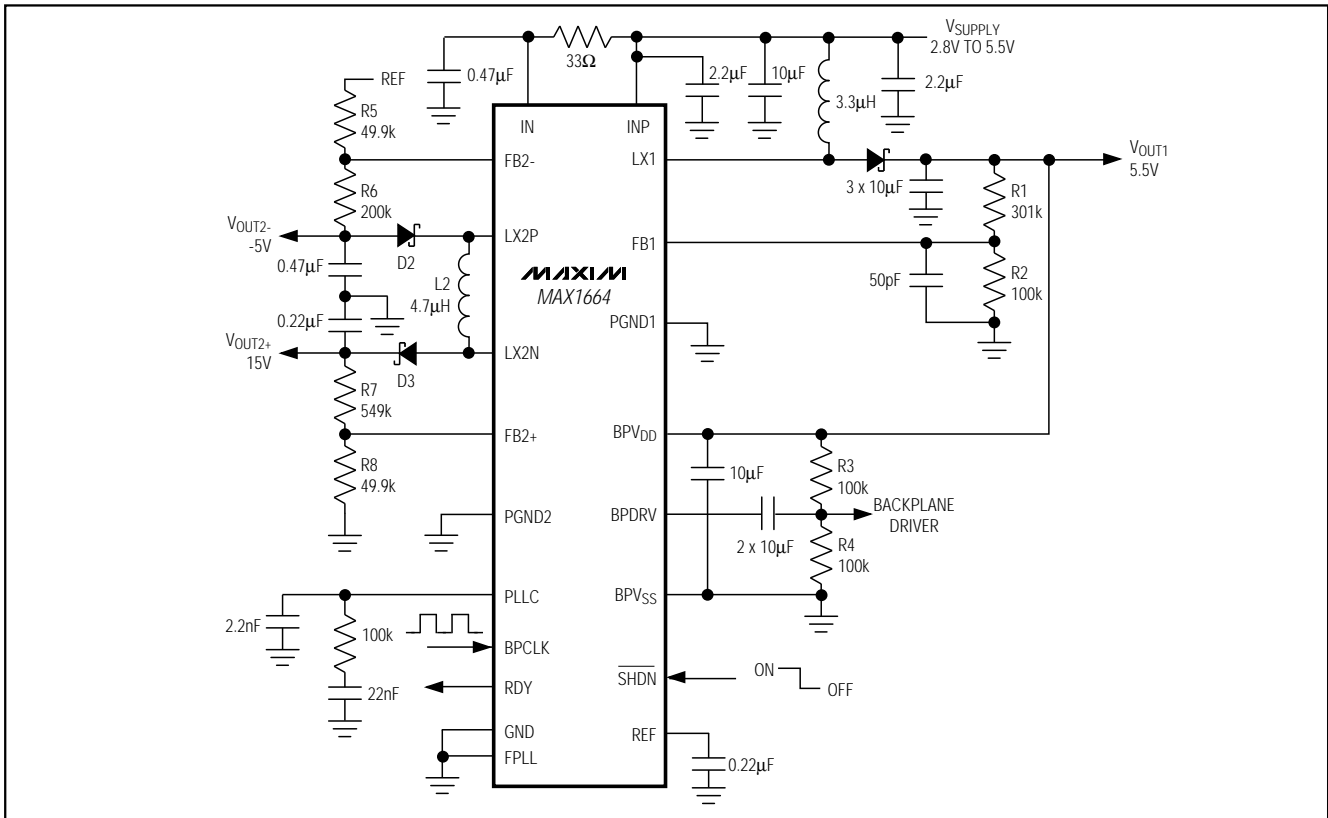 VSUPPLY
2.8V TO 5.5V
33Ω
0.47µF
2.2µF
10µF
3.3µH
2.2µF
REF
R5
49.9k
IN
INP
FB2-
LX1
VOUT1
5.5V
3 x 10µF
R1
301k
R6
200k
VOUT2-
-5V
D2
LX2P
FB1
0.47µF
L2
4.7µH
MAXIM
MAX1664
50pF
R2
100k
0.22µF
PGND1
VOUT2+
15V
D3
LX2N
R7
549k
FB2+
BPVDD
R8
49.9k
10µF
R3
100k
PGND2
BPDRV
BACKPLANE
DRIVER
2 x 10µF
R4
100k
PLLC
BPVSS
2.2nF
100k
BPCLK
SHDN
ON
OFF
22nF
RDY
GND
REF
FPLL
0.22µF